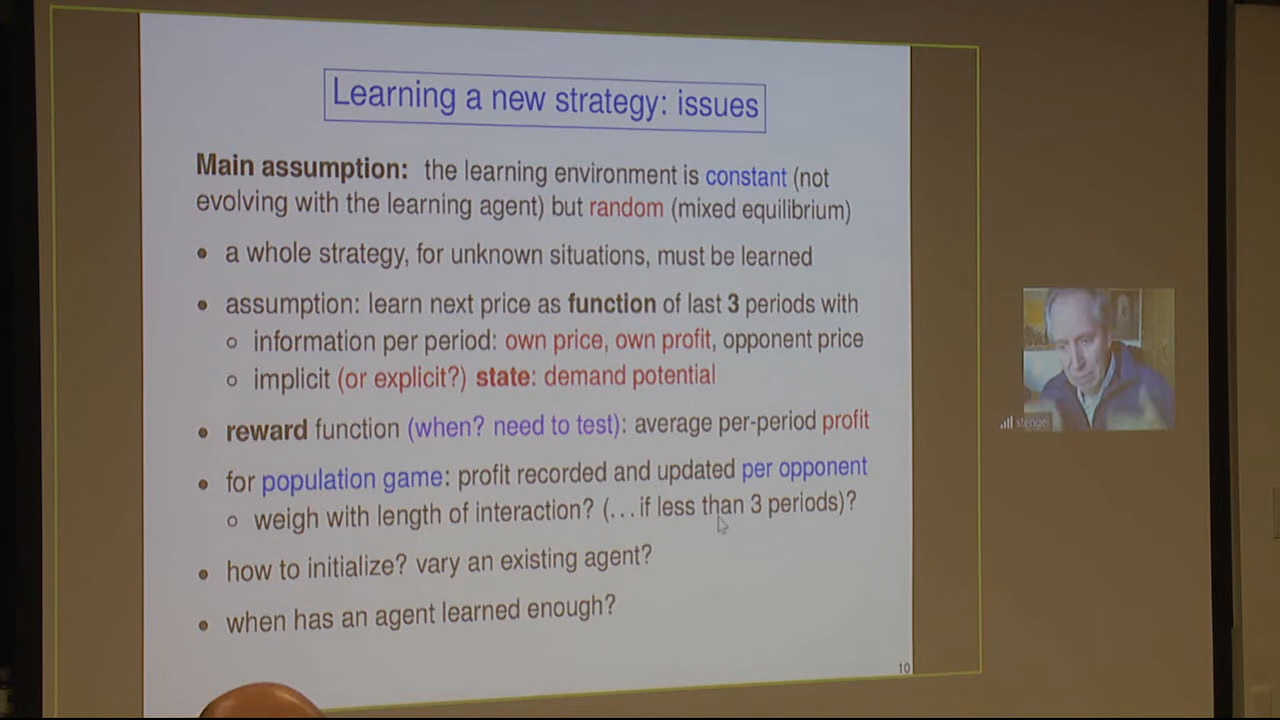 Learning a new strategy: issues
Main assumption: the learning environment is constant (not
evolving with the learning agent) but random (mixed equilibrium)
• a whole strategy, for unknown situations, must be learned
• assumption: learn next price as function of last 3 periods with
○ information per period: own price, own profit, opponent price
○ implicit (or explicit?) state: demand potential
• reward function (when? need to test): average per-period profit
• for population game: profit recorded and updated per opponent
○ weigh with length of interaction? (...if less than 3 periods)?
• how to initialize? vary an existing agent?
• when has an agent learned enough?
10
stengel